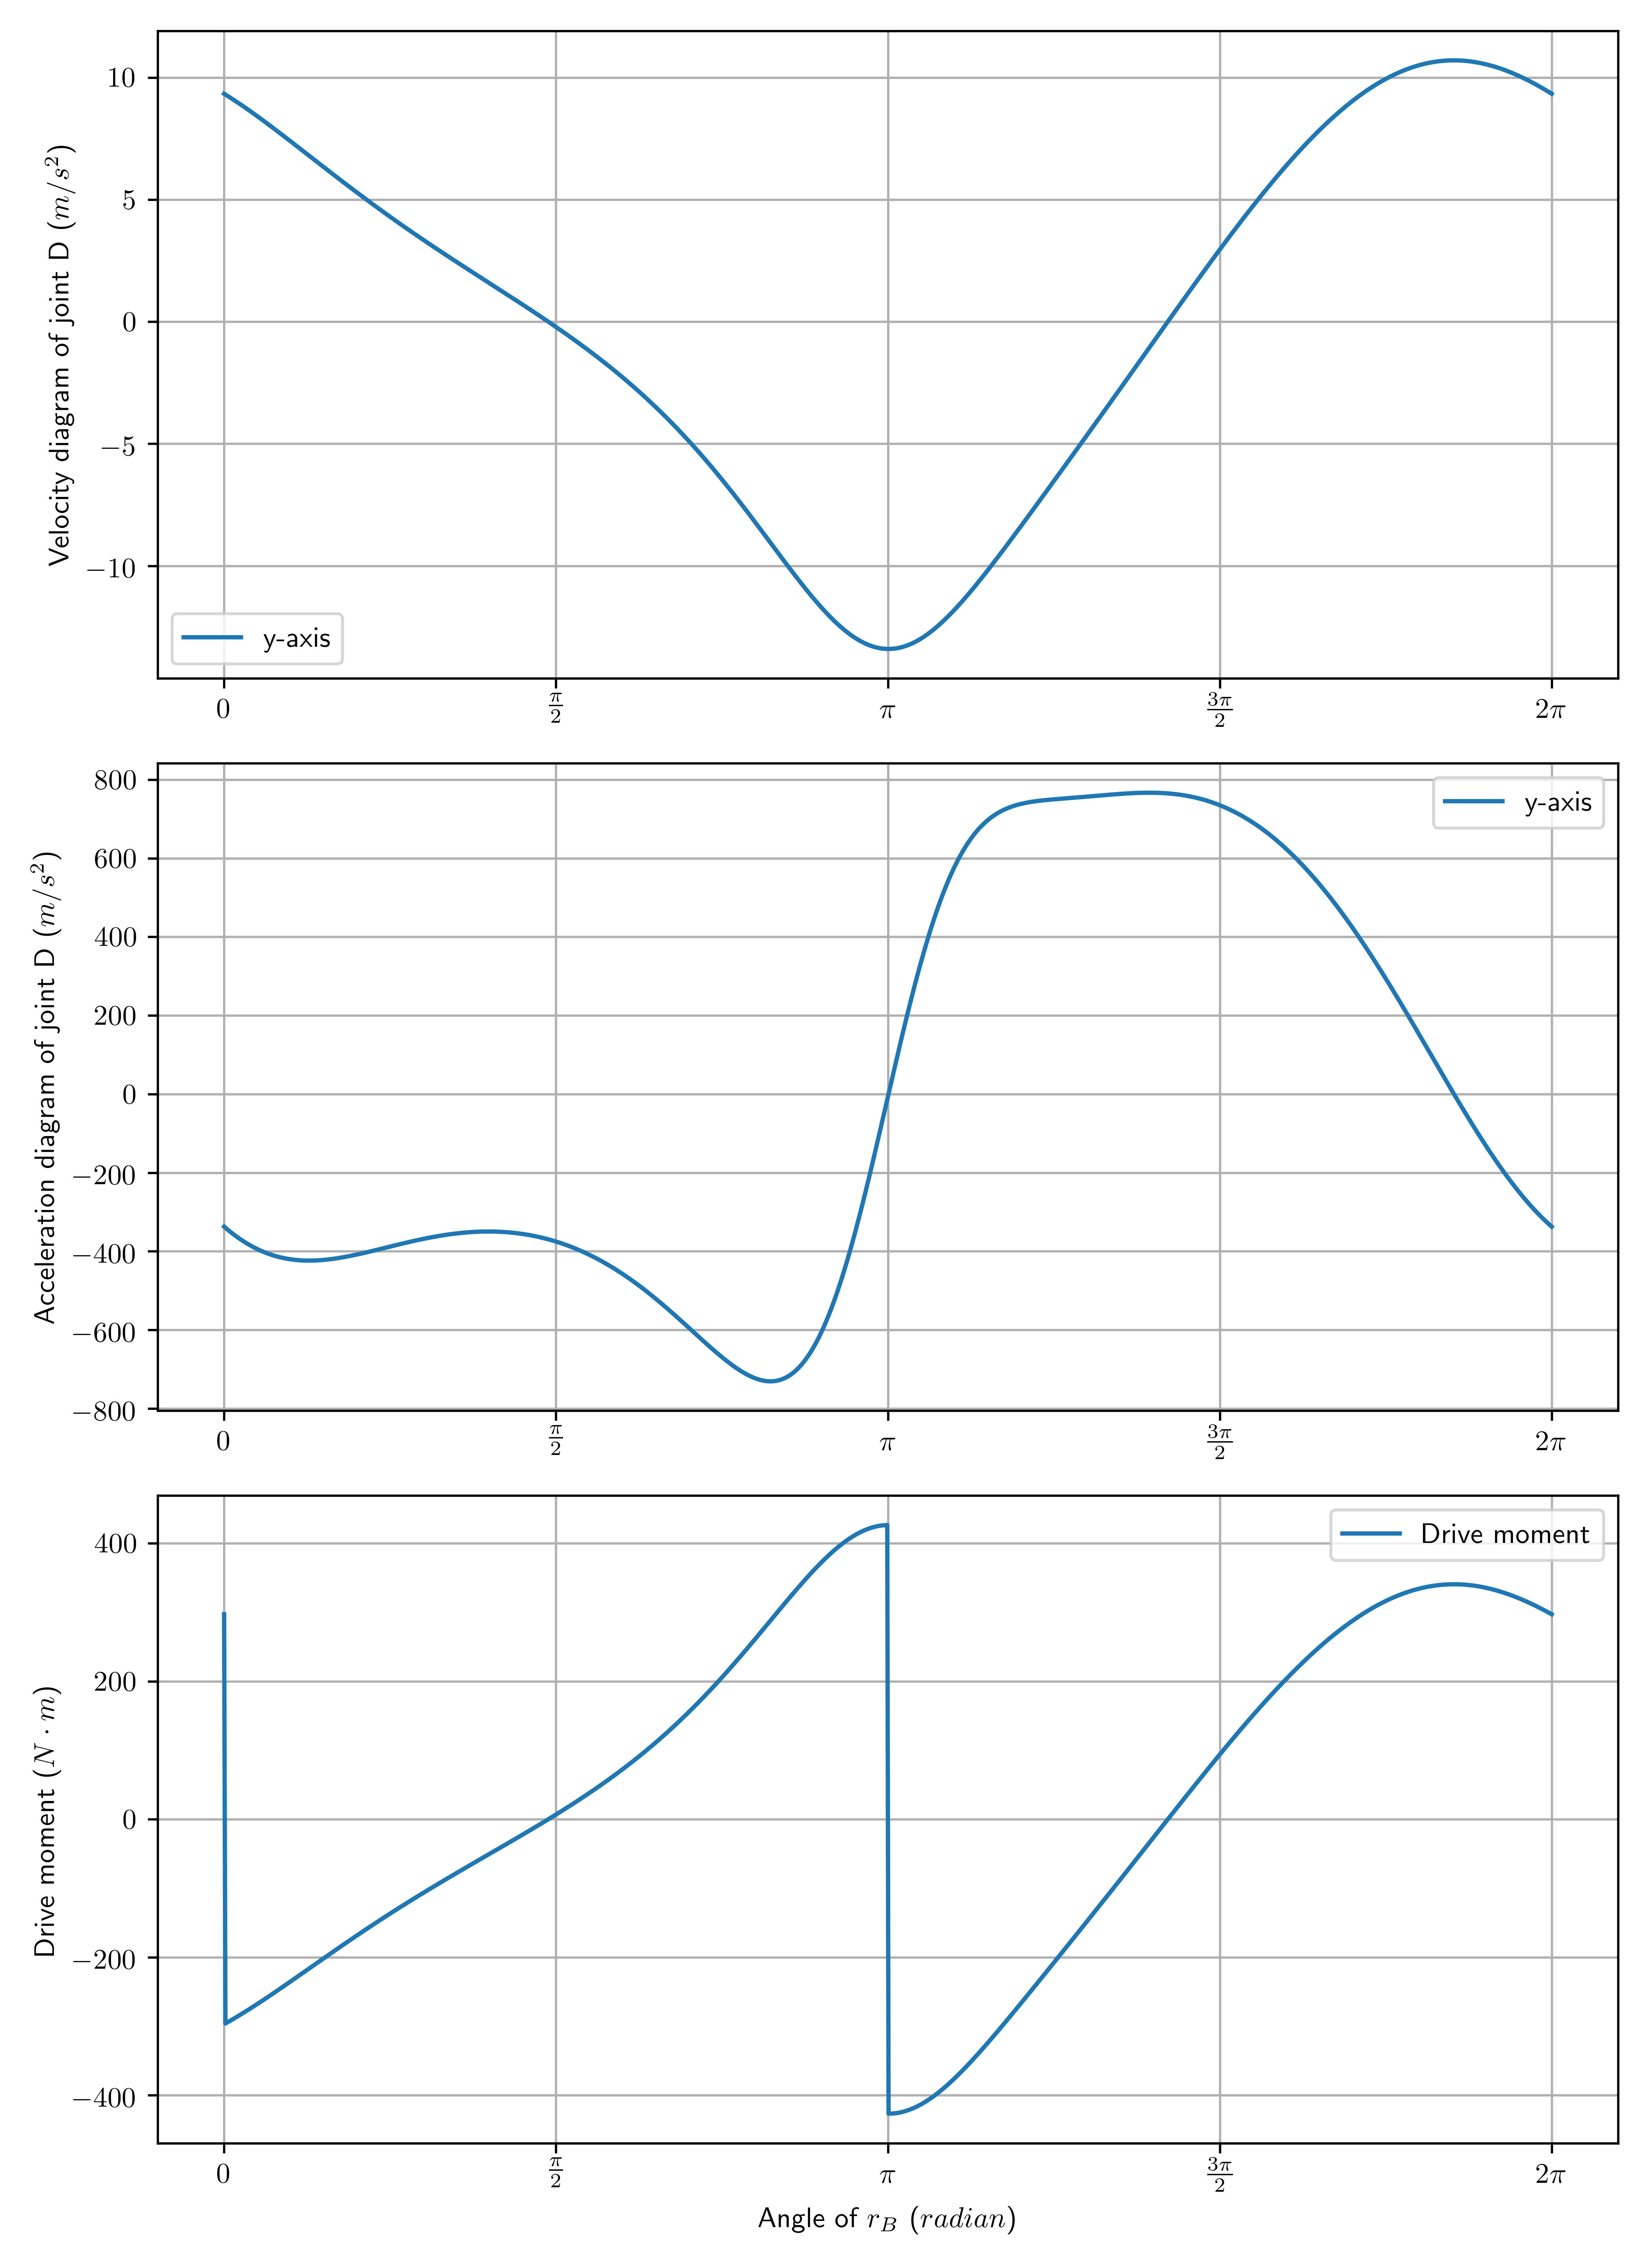 Velocity diagram of joint D (m/s²)
10
5
0
−5
−10
y-axis
0 π/2 π 3π/2 2π
Acceleration diagram of joint D (m/s²)
800
600
400
200
0
−200
−400
−600
−800
y-axis
0 π/2 π 3π/2 2π
Drive moment (N · m)
400
200
0
−200
−400
Drive moment
0 π/2 π 3π/2 2π
Angle of r_B (radian)